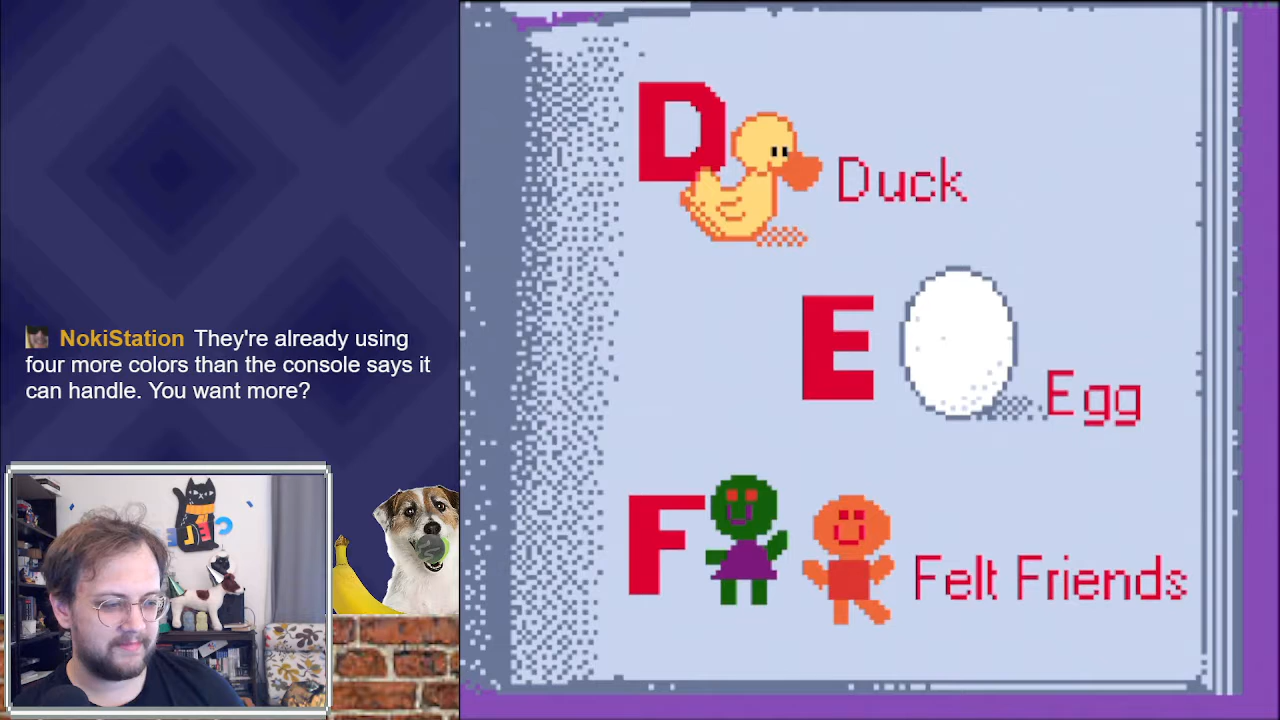 D Duck
NokiStation They're already using
four more colors than the console says it
can handle. You want more?
E Egg
F Felt Friends